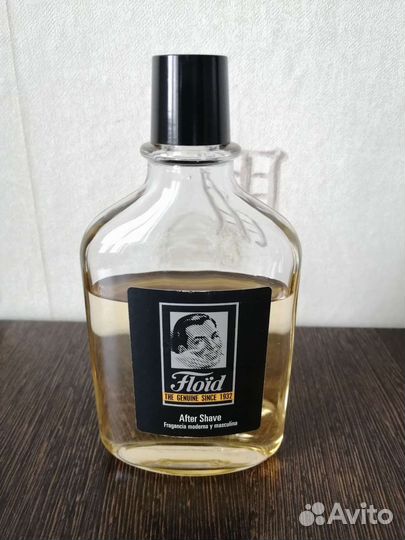 Floïd
THE GENUINE SINCE 1932
After Shave
Fragancia moderna y masculina
Avito